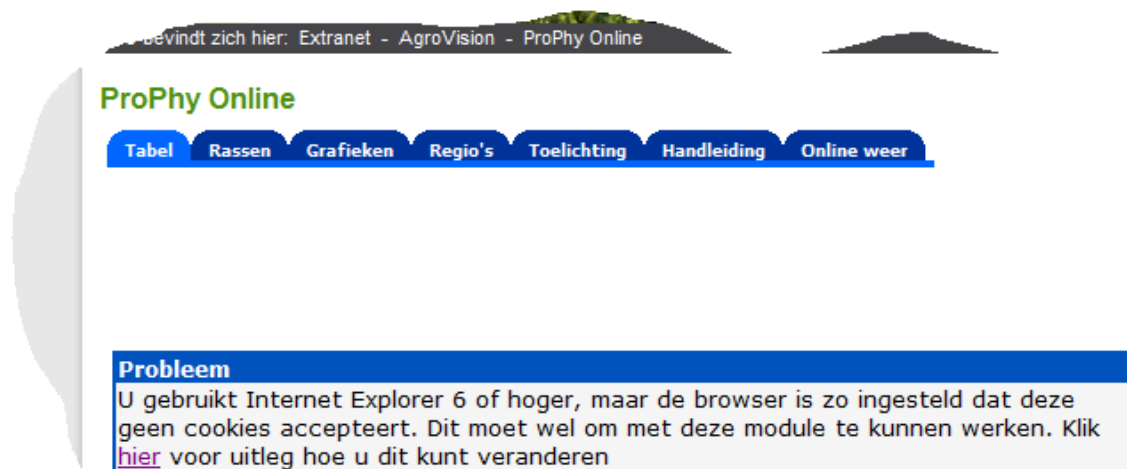 bevindt zich hier: Extranet - AgroVision - ProPhy Online
ProPhy Online
Tabel Rassen Grafieken Regio's Toelichting Handleiding Online weer
Probleem
U gebruikt Internet Explorer 6 of hoger, maar de browser is zo ingesteld dat deze
geen cookies accepteert. Dit moet wel om met deze module te kunnen werken. Klik
hier voor uitleg hoe u dit kunt veranderen